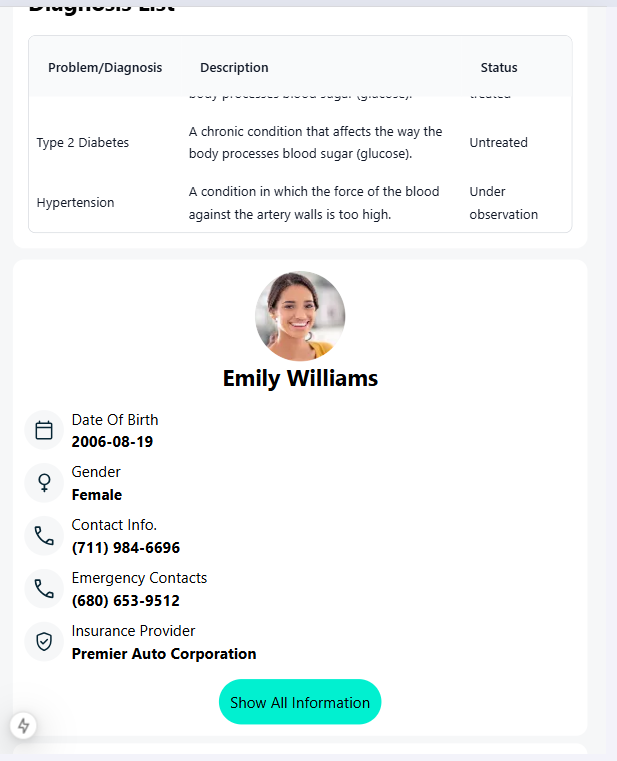 Diagnosis List
Problem/Diagnosis Description Status
body processes blood sugar (glucose). treated
Type 2 Diabetes
A chronic condition that affects the way the
body processes blood sugar (glucose).
Untreated
Hypertension
A condition in which the force of the blood
against the artery walls is too high.
Under
observation
Emily Williams
Date Of Birth
2006-08-19
Gender
Female
Contact Info.
(711) 984-6696
Emergency Contacts
(680) 653-9512
Insurance Provider
Premier Auto Corporation
Show All Information